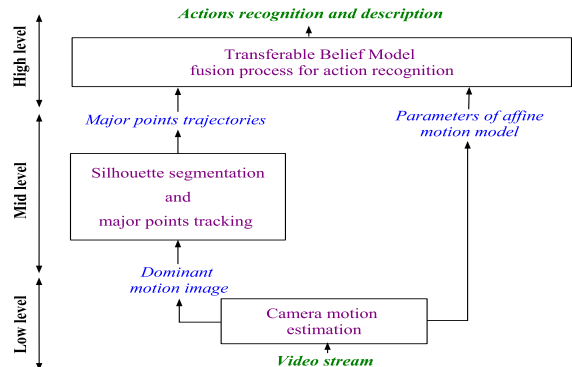 Actions recognition and description
High level
Transferable Belief Model
fusion process for action recognition
Major points trajectories
Parameters of affine
motion model
Mid level
Silhouette segmentation
and
major points tracking
Dominant
motion image
Low level
Camera motion
estimation
Video stream